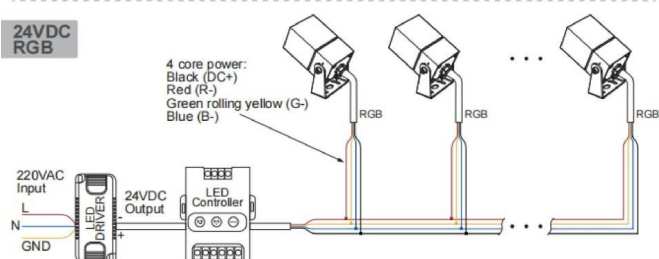 24VDC
RGB
4 core power:
Black (DC+)
Red (R-)
Green rolling yellow (G-)
Blue (B-)
RGB
RGB
RGB
220VAC
Input
L
N
GND
LED
DRIVER
-
+
24VDC
Output
LED
Controller